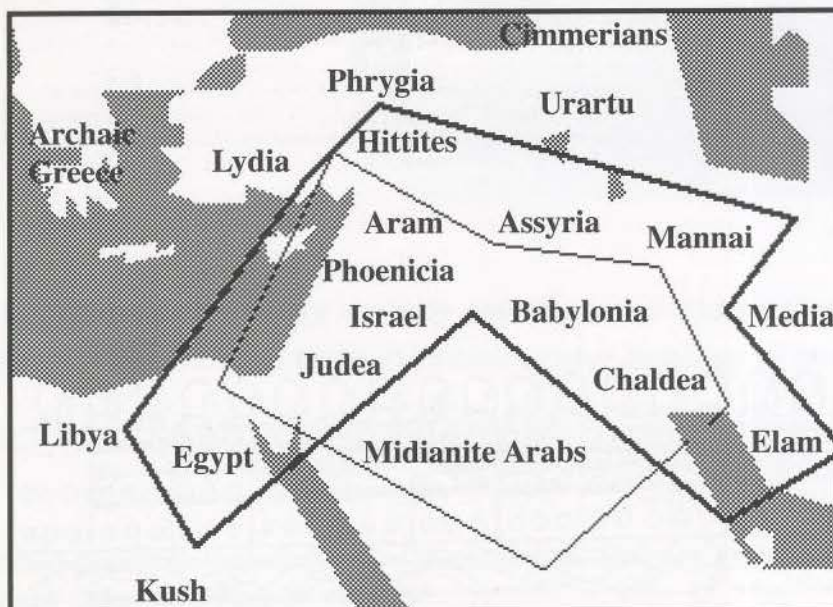 Cimmerians
Phrygia
Urartu
Archaic
Greece
Lydia
Hittites
Aram
Assyria
Mannai
Phoenicia
Israel
Babylonia
Media
Judea
Chaldea
Libya
Egypt
Midianite Arabs
Elam
Kush